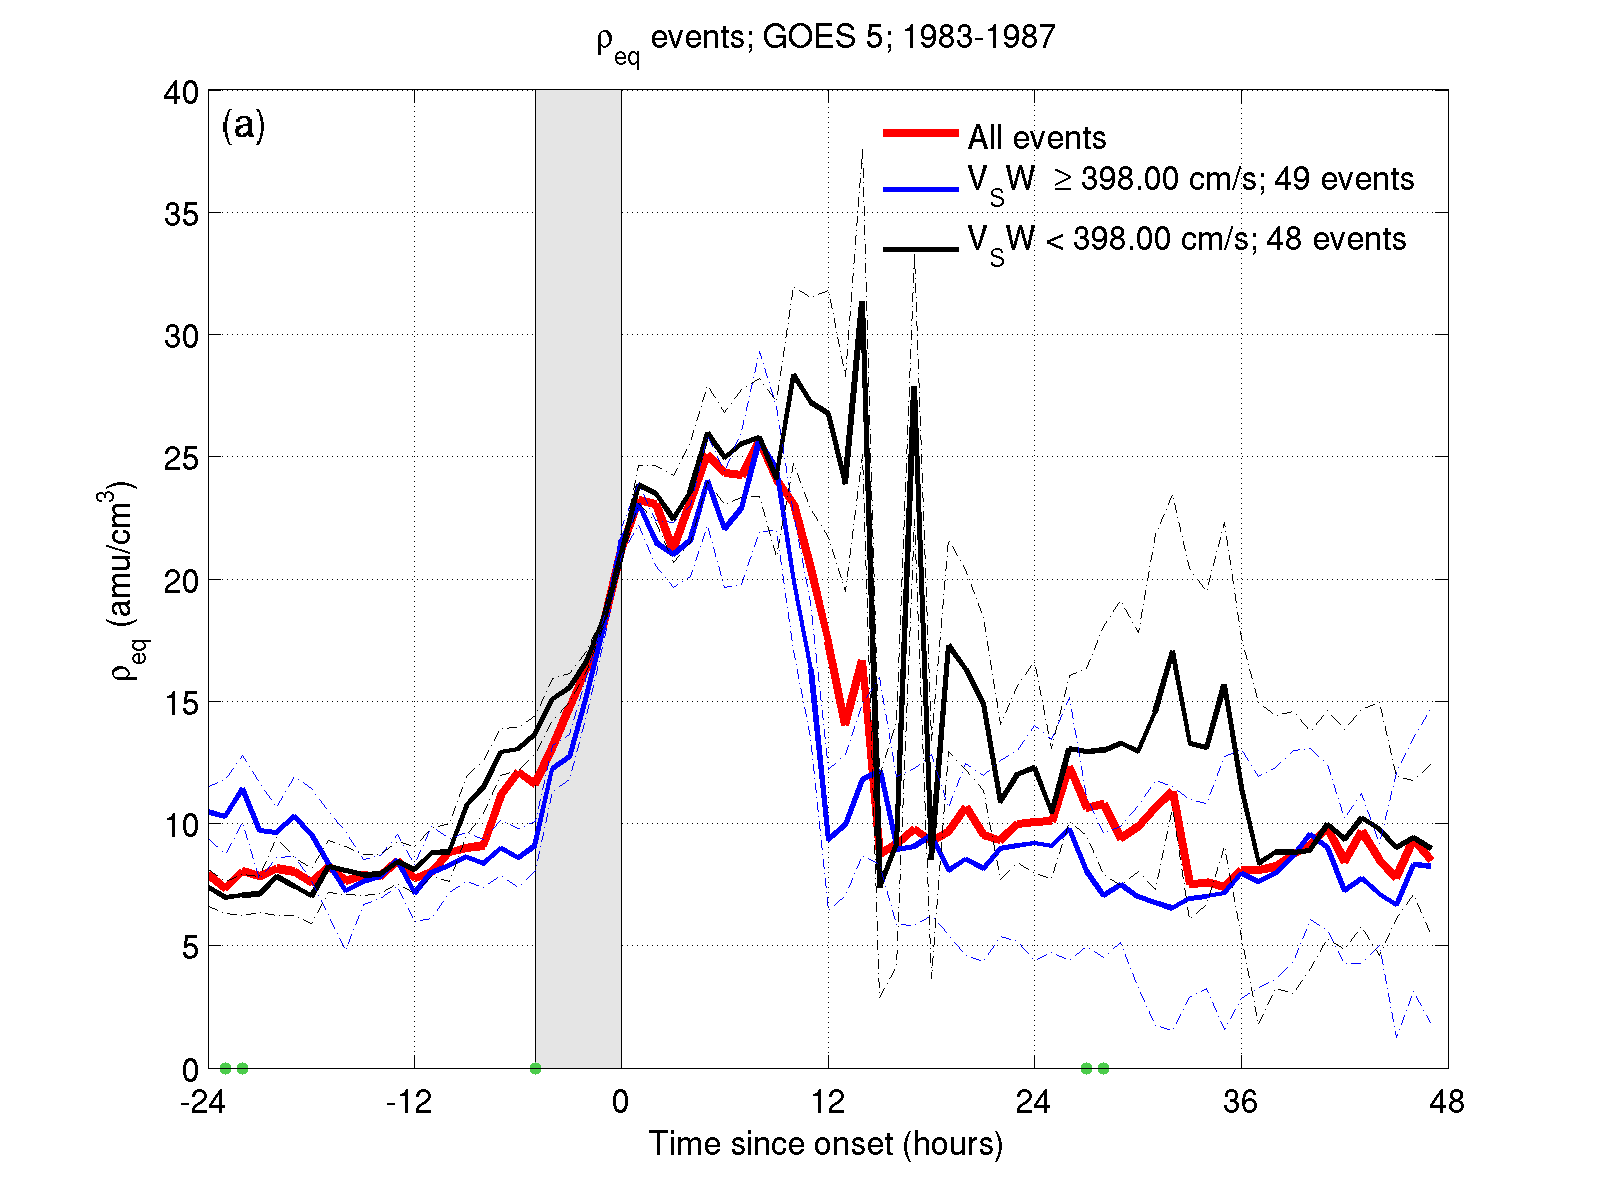 ρeq events; GOES 5; 1983-1987
(a)
All events
VSW ≥ 398.00 cm/s; 49 events
VSW < 398.00 cm/s; 48 events
ρeq (amu/cm3)
40
35
30
25
20
15
10
5
0
-24 -12 0 12 24 36 48
Time since onset (hours)